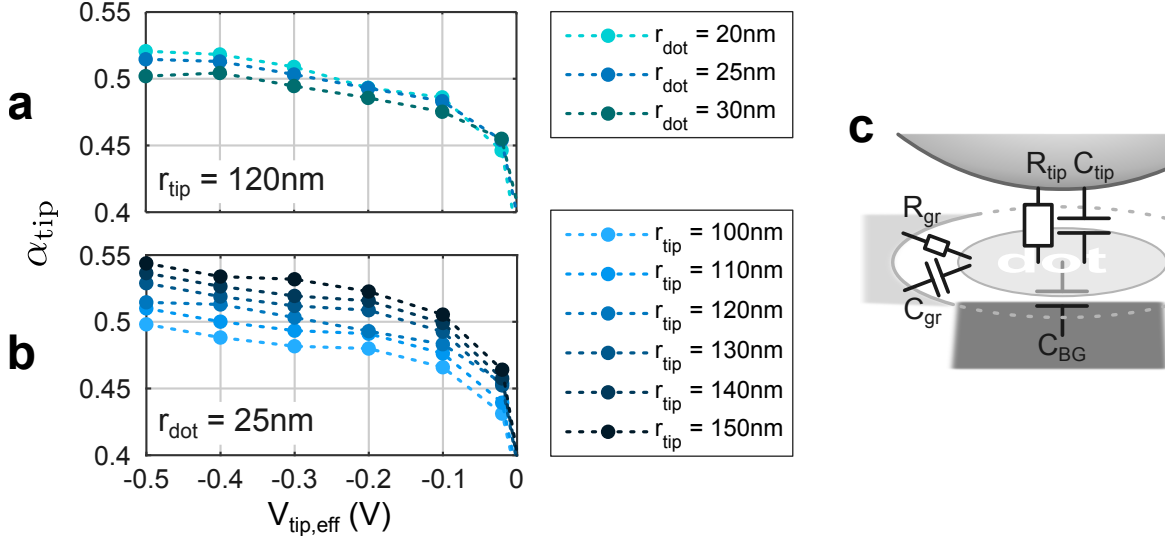 a
0.55
0.5
0.45
0.4
r_tip = 120nm
r_dot = 20nm
r_dot = 25nm
r_dot = 30nm
α_tip
b
0.55
0.5
0.45
0.4
r_dot = 25nm
-0.5 -0.4 -0.3 -0.2 -0.1 0
V_tip,eff (V)
r_tip = 100nm
r_tip = 110nm
r_tip = 120nm
r_tip = 130nm
r_tip = 140nm
r_tip = 150nm
c
R_tip C_tip
R_gr
dot
C_gr
C_BG